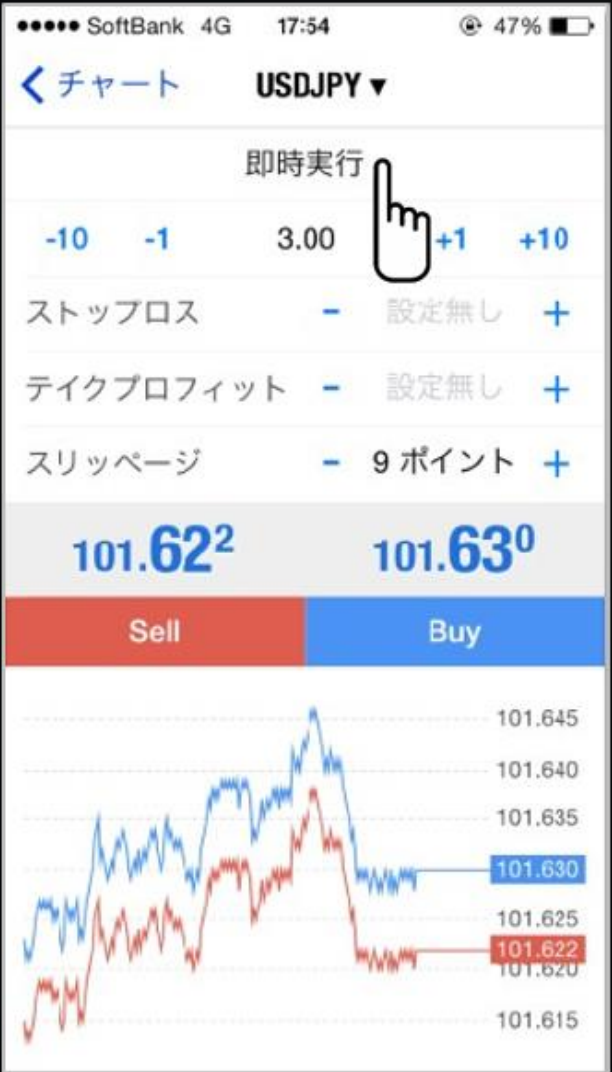 SoftBank 4G 17:54 47%
チャート USDJPY ▼
即時実行
-10 -1 3.00 +1 +10
ストップロス - 設定無し +
テイクプロフィット - 設定無し +
スリッページ - 9 ポイント +
101.622 101.630
Sell Buy
101.645
101.640
101.635
101.630
101.625
101.622
101.620
101.615